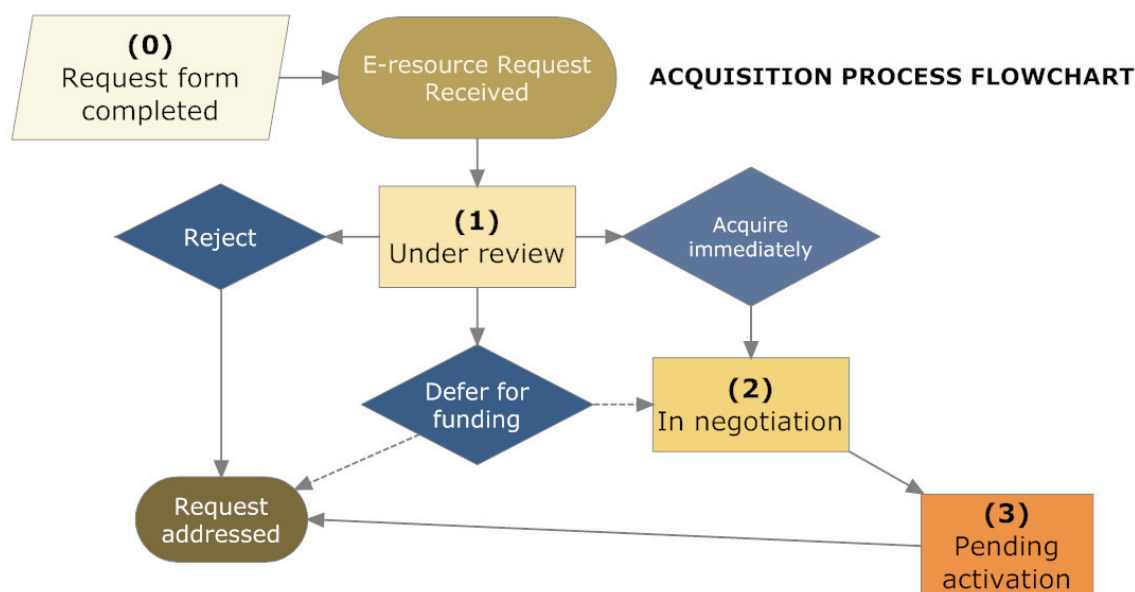 (0)
Request form
completed
E-resource Request
Received
ACQUISITION PROCESS FLOWCHART
Reject
(1)
Under review
Acquire
immediately
Defer for
funding
(2)
In negotiation
Request
addressed
(3)
Pending
activation